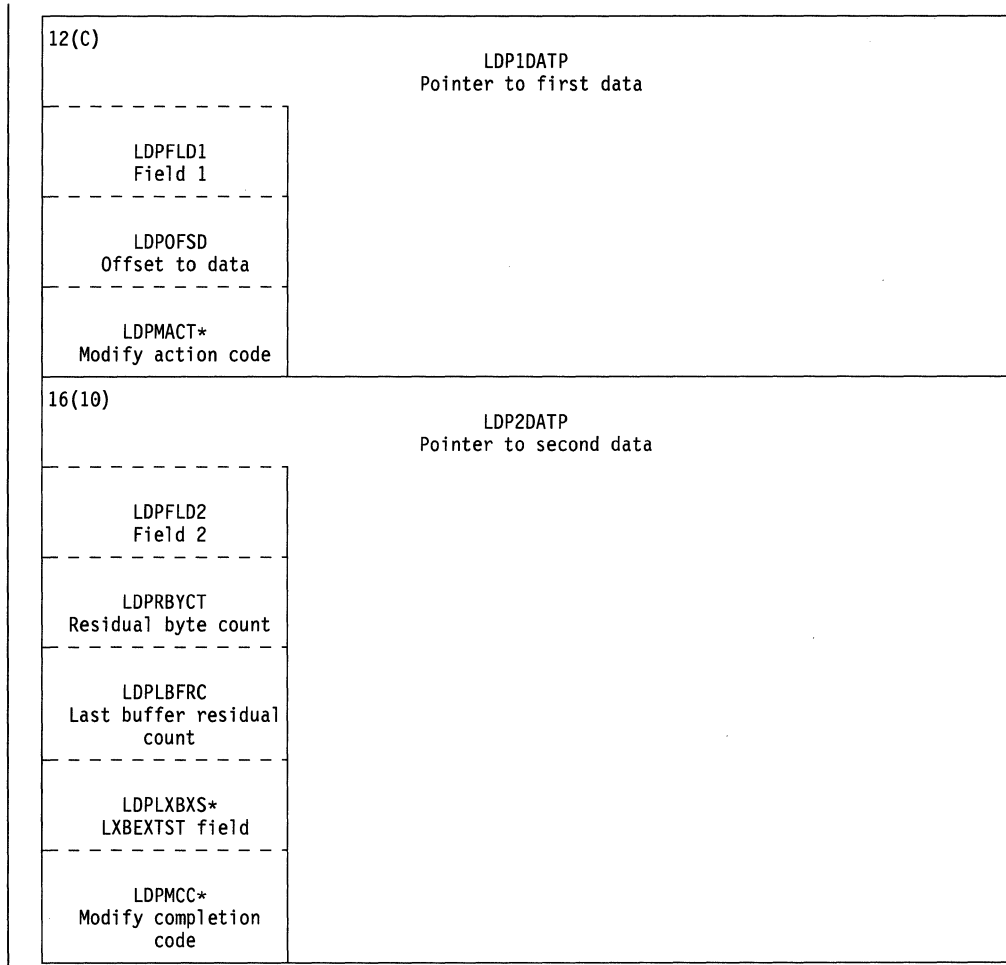 12(C)
LDP1DATP
Pointer to first data
LDPFLD1
Field 1
LDPOFSD
Offset to data
LDPMACT*
Modify action code
16(10)
LDP2DATP
Pointer to second data
LDPFLD2
Field 2
LDPRBYCT
Residual byte count
LDPLBFRC
Last buffer residual
count
LDPLXBXS*
LXBEXTST field
LDPMCC*
Modify completion
code